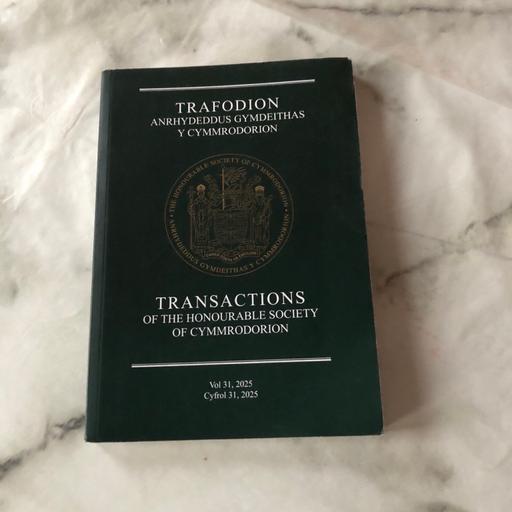 TRAFODION
ANRHYDEDDUS GYMDEITHAS
Y CYMMRODORION
• THE HONOURABLE SOCIETY OF CYMMRODORION •
ANRHYDEDDUS GYMDEITHAS Y CYMMRODORION
TRANSACTIONS
OF THE HONOURABLE SOCIETY
OF CYMMRODORION
Vol 31, 2025
Cyfrol 31, 2025